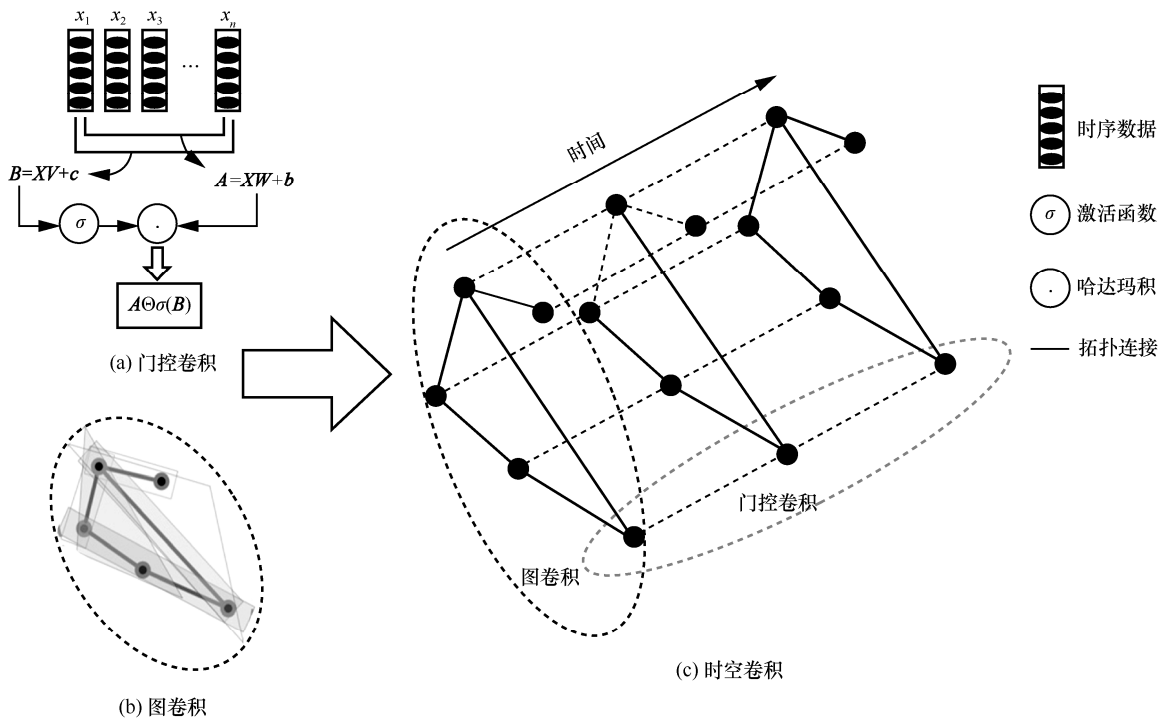 x₁ x₂ x₃ ... xₙ
B=XV+c
A=XW+b
σ .
AΘσ(B)
(a) 门控卷积
(b) 图卷积
时间
图卷积
门控卷积
(c) 时空卷积
时序数据
σ 激活函数
. 哈达玛积
拓扑连接